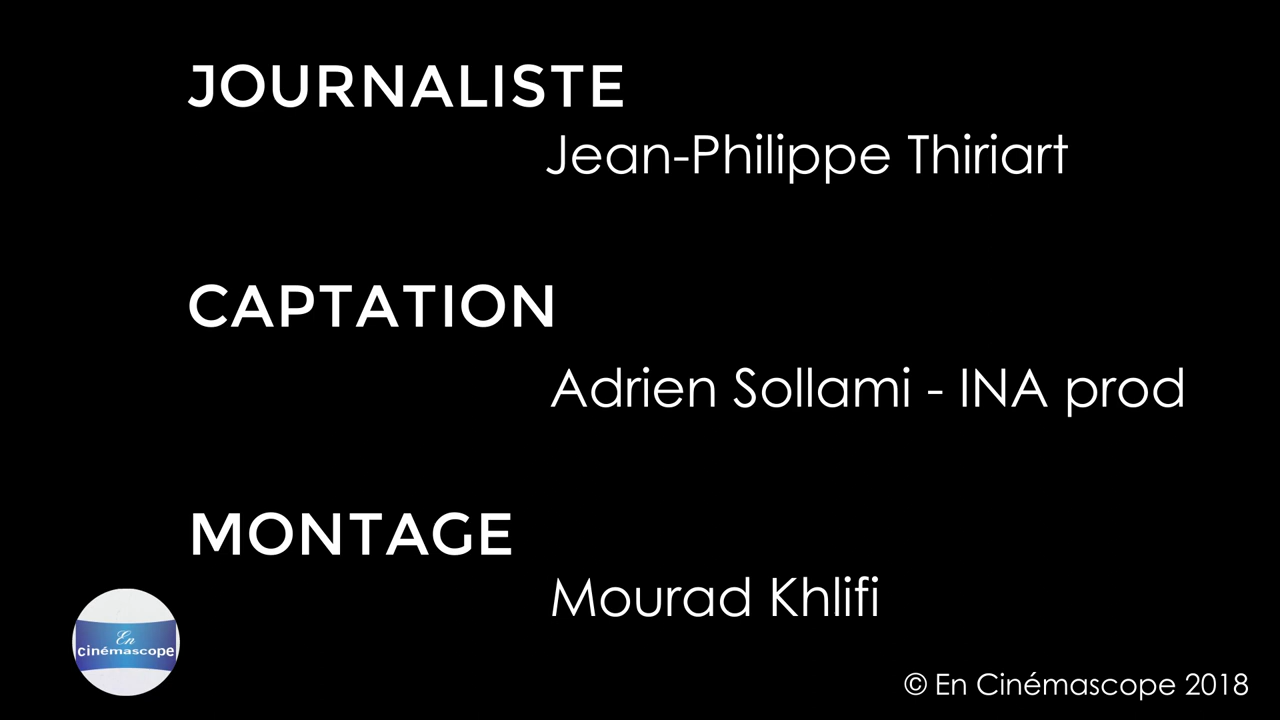 JOURNALISTE
Jean-Philippe Thiriart
CAPTATION
Adrien Sollami - INA prod
MONTAGE
Mourad Khlifi
En
cinémascope
© En Cinémascope 2018